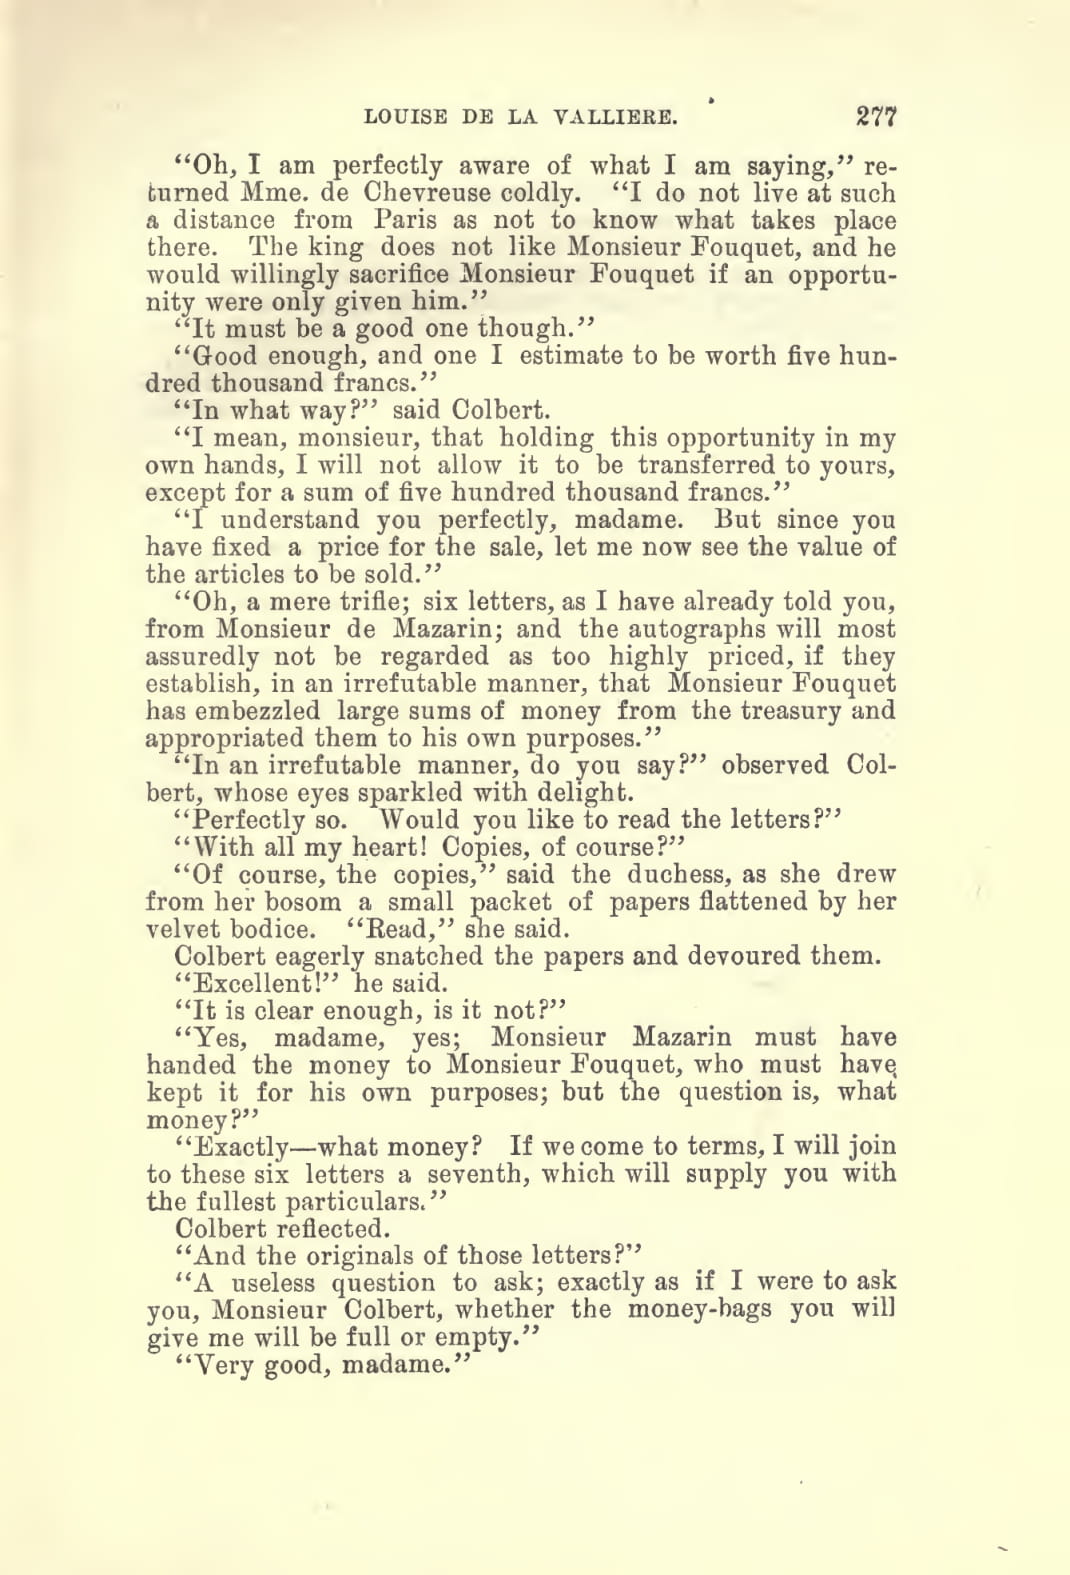 LOUISE DE LA VALLIERE. 277
“Oh, I am perfectly aware of what I am saying,” re-
turned Mme. de Chevreuse coldly. “I do not live at such
a distance from Paris as not to know what takes place
there. The king does not like Monsieur Fouquet, and he
would willingly sacrifice Monsieur Fouquet if an opportu-
nity were only given him.”
“It must be a good one though.”
“Good enough, and one I estimate to be worth five hun-
dred thousand francs.”
“In what way?” said Colbert.
“I mean, monsieur, that holding this opportunity in my
own hands, I will not allow it to be transferred to yours,
except for a sum of five hundred thousand francs.”
“I understand you perfectly, madame. But since you
have fixed a price for the sale, let me now see the value of
the articles to be sold.”
“Oh, a mere trifle; six letters, as I have already told you,
from Monsieur de Mazarin; and the autographs will most
assuredly not be regarded as too highly priced, if they
establish, in an irrefutable manner, that Monsieur Fouquet
has embezzled large sums of money from the treasury and
appropriated them to his own purposes.”
“In an irrefutable manner, do you say?” observed Col-
bert, whose eyes sparkled with delight.
“Perfectly so. Would you like to read the letters?”
“With all my heart! Copies, of course?”
“Of course, the copies,” said the duchess, as she drew
from her bosom a small packet of papers flattened by her
velvet bodice. “Read,” she said.
Colbert eagerly snatched the papers and devoured them.
“Excellent!” he said.
“It is clear enough, is it not?”
“Yes, madame, yes; Monsieur Mazarin must have
handed the money to Monsieur Fouquet, who must have
kept it for his own purposes; but the question is, what
money?”
“Exactly—what money? If we come to terms, I will join
to these six letters a seventh, which will supply you with
the fullest particulars.”
Colbert reflected.
“And the originals of those letters?”
“A useless question to ask; exactly as if I were to ask
you, Monsieur Colbert, whether the money-bags you will
give me will be full or empty.”
“Very good, madame.”